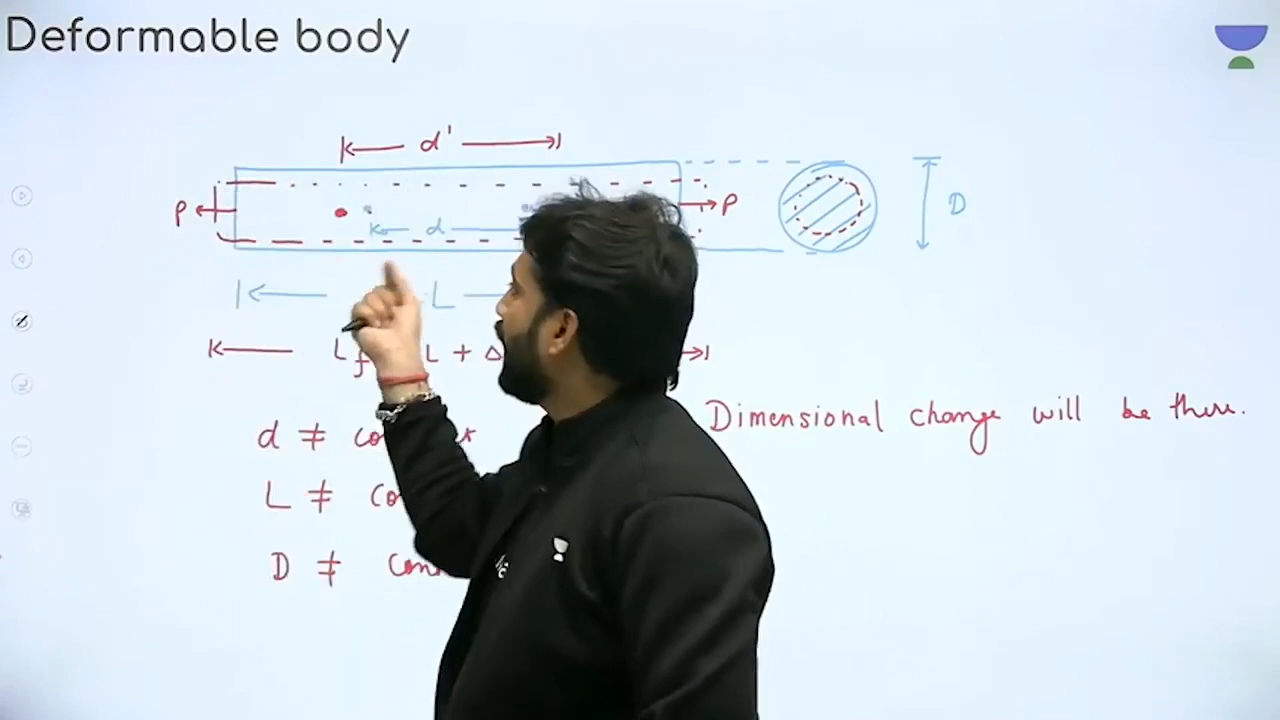 Deformable body
d'
P P
d
D
L
L f L + Δ
d ≠
L ≠
D ≠
Dimensional change will be there.